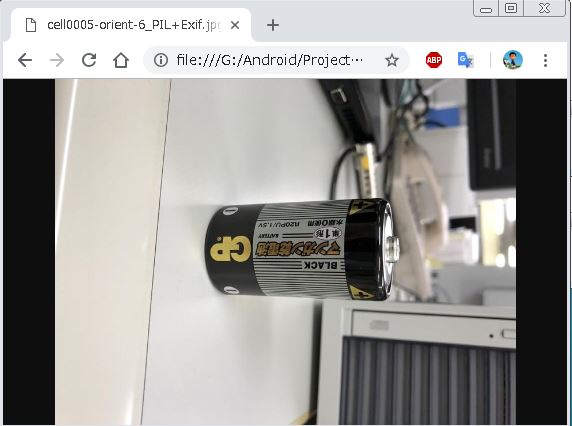 cell0005-orient-6_PIL+Exif.jpg
file:///G:/Android/Project…
ABP
GP
R20PU/1.5V
水銀0使用
BATTERY
単1形
マンガン乾電池
BLACK